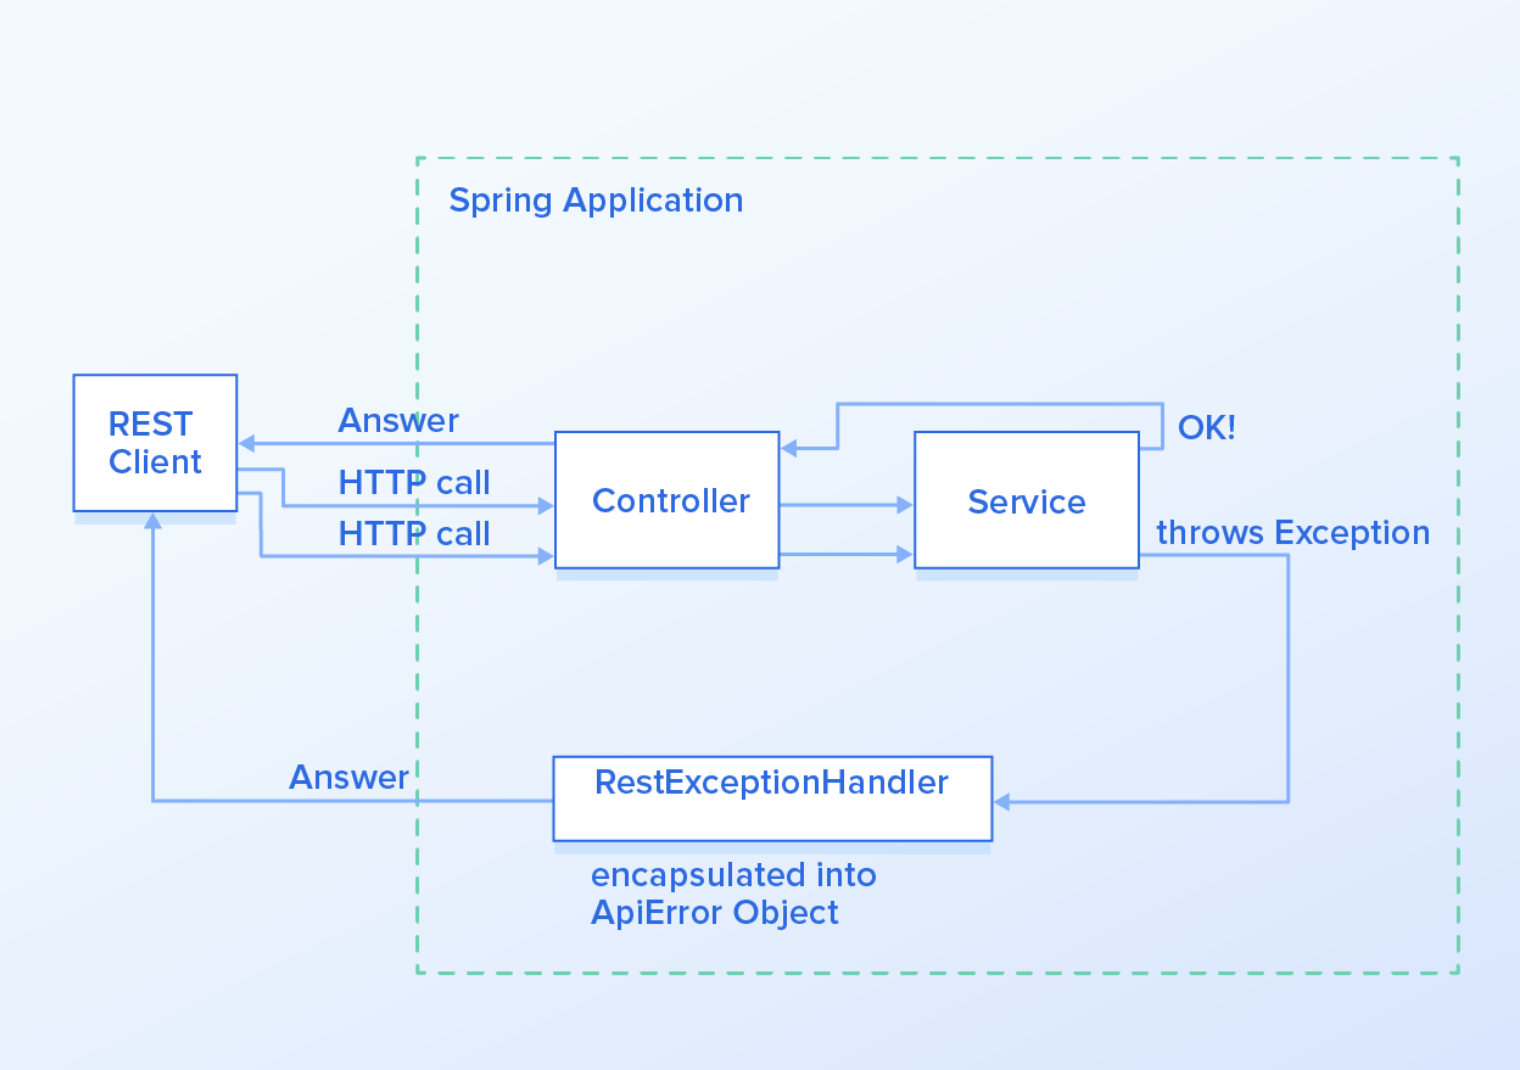 Spring Application
REST
Client
Answer
HTTP call
HTTP call
Controller
Service
OK!
throws Exception
Answer
RestExceptionHandler
encapsulated into
ApiError Object